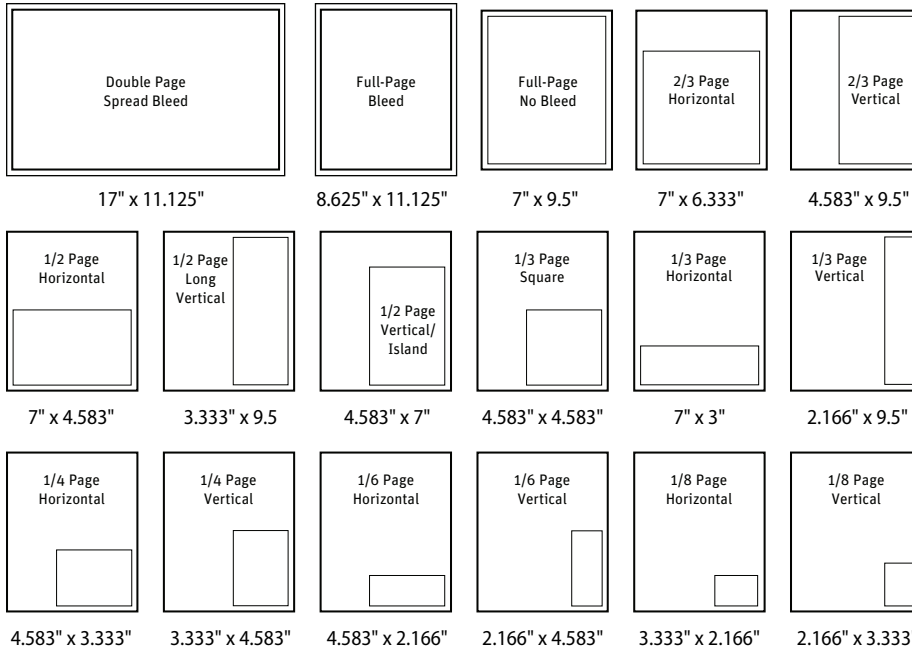 Double Page
Spread Bleed
Full-Page
Bleed
Full-Page
No Bleed
2/3 Page
Horizontal
2/3 Page
Vertical
17" x 11.125"
8.625" x 11.125"
7" x 9.5"
7" x 6.333"
4.583" x 9.5"
1/2 Page
Horizontal
1/2 Page
Long
Vertical
1/2 Page
Vertical/
Island
1/3 Page
Square
1/3 Page
Horizontal
1/3 Page
Vertical
7" x 4.583"
3.333" x 9.5
4.583" x 7"
4.583" x 4.583"
7" x 3"
2.166" x 9.5"
1/4 Page
Horizontal
1/4 Page
Vertical
1/6 Page
Horizontal
1/6 Page
Vertical
1/8 Page
Horizontal
1/8 Page
Vertical
4.583" x 3.333"
3.333" x 4.583"
4.583" x 2.166"
2.166" x 4.583"
3.333" x 2.166"
2.166" x 3.333"